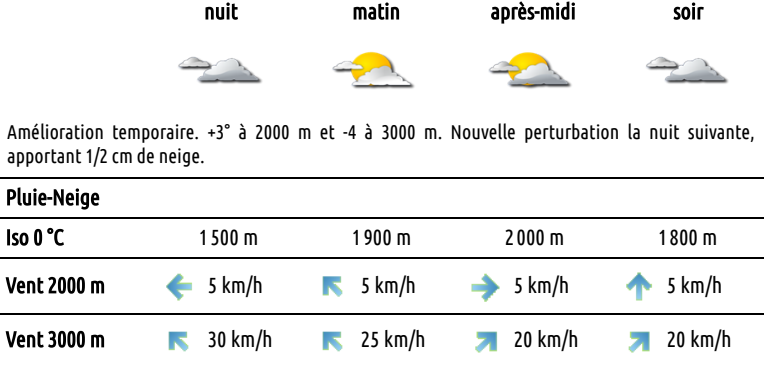 nuit matin après-midi soir
Amélioration temporaire. +3° à 2000 m et -4 à 3000 m. Nouvelle perturbation la nuit suivante,
apportant 1/2 cm de neige.
Pluie-Neige
Iso 0 °C 1 500 m 1 900 m 2 000 m 1 800 m
Vent 2000 m 5 km/h 5 km/h 5 km/h 5 km/h
Vent 3000 m 30 km/h 25 km/h 20 km/h 20 km/h